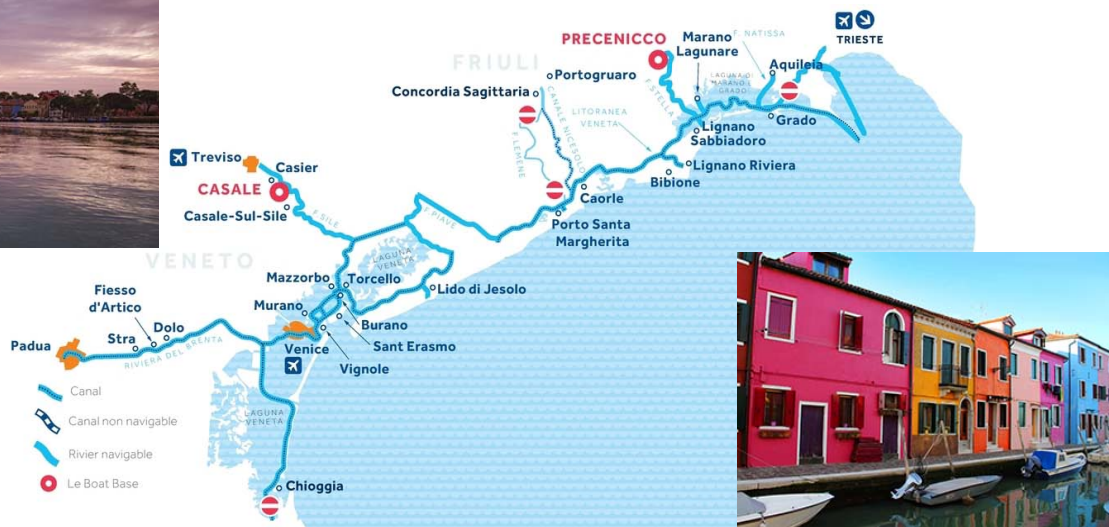 TRIESTE
PRECENICCO
Marano
Lagunare
F. NATISSA
FRIULI
Portogruaro
Aquileia
LAGUNA DI
MARANO E
GRADO
Concordia Sagittaria
CANALE NICESOLO
F. STELLA
LITORANEA
VENETA
Grado
F. LEMENE
Lignano
Sabbiadoro
Treviso
Casier
Lignano Riviera
CASALE
Bibione
Caorle
Casale-Sul-Sile
F. SILE
F. PIAVE
Porto Santa
Margherita
VENETO
LAGUNA
VENETA
Mazzorbo
Torcello
Fiesso
d'Artico
Lido di Jesolo
Murano
Dolo
Stra
Burano
Padua
RIVIERA DEL BRENTA
Venice
Sant Erasmo
Vignole
Canal
LAGUNA
VENETA
Canal non navigable
Rivier navigable
Le Boat Base
Chioggia